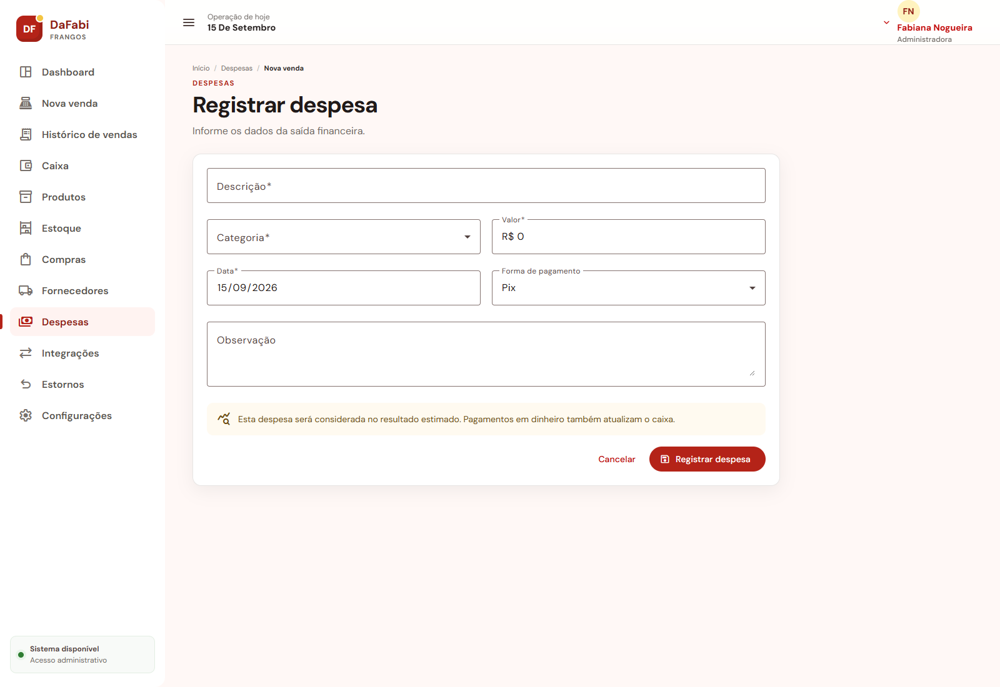 DF
DaFabi
FRANGOS
Dashboard
Nova venda
Histórico de vendas
Caixa
Produtos
Estoque
Compras
Fornecedores
Despesas
Integrações
Estornos
Configurações
Sistema disponível
Acesso administrativo
Operação de hoje
15 De Setembro
FN
Fabiana Nogueira
Administradora
Início / Despesas / Nova venda
DESPESAS
Registrar despesa
Informe os dados da saída financeira.
Descrição*
Categoria*
Valor*
R$ 0
Data*
15/09/2026
Forma de pagamento
Pix
Observação
Esta despesa será considerada no resultado estimado. Pagamentos em dinheiro também atualizam o caixa.
Cancelar
Registrar despesa